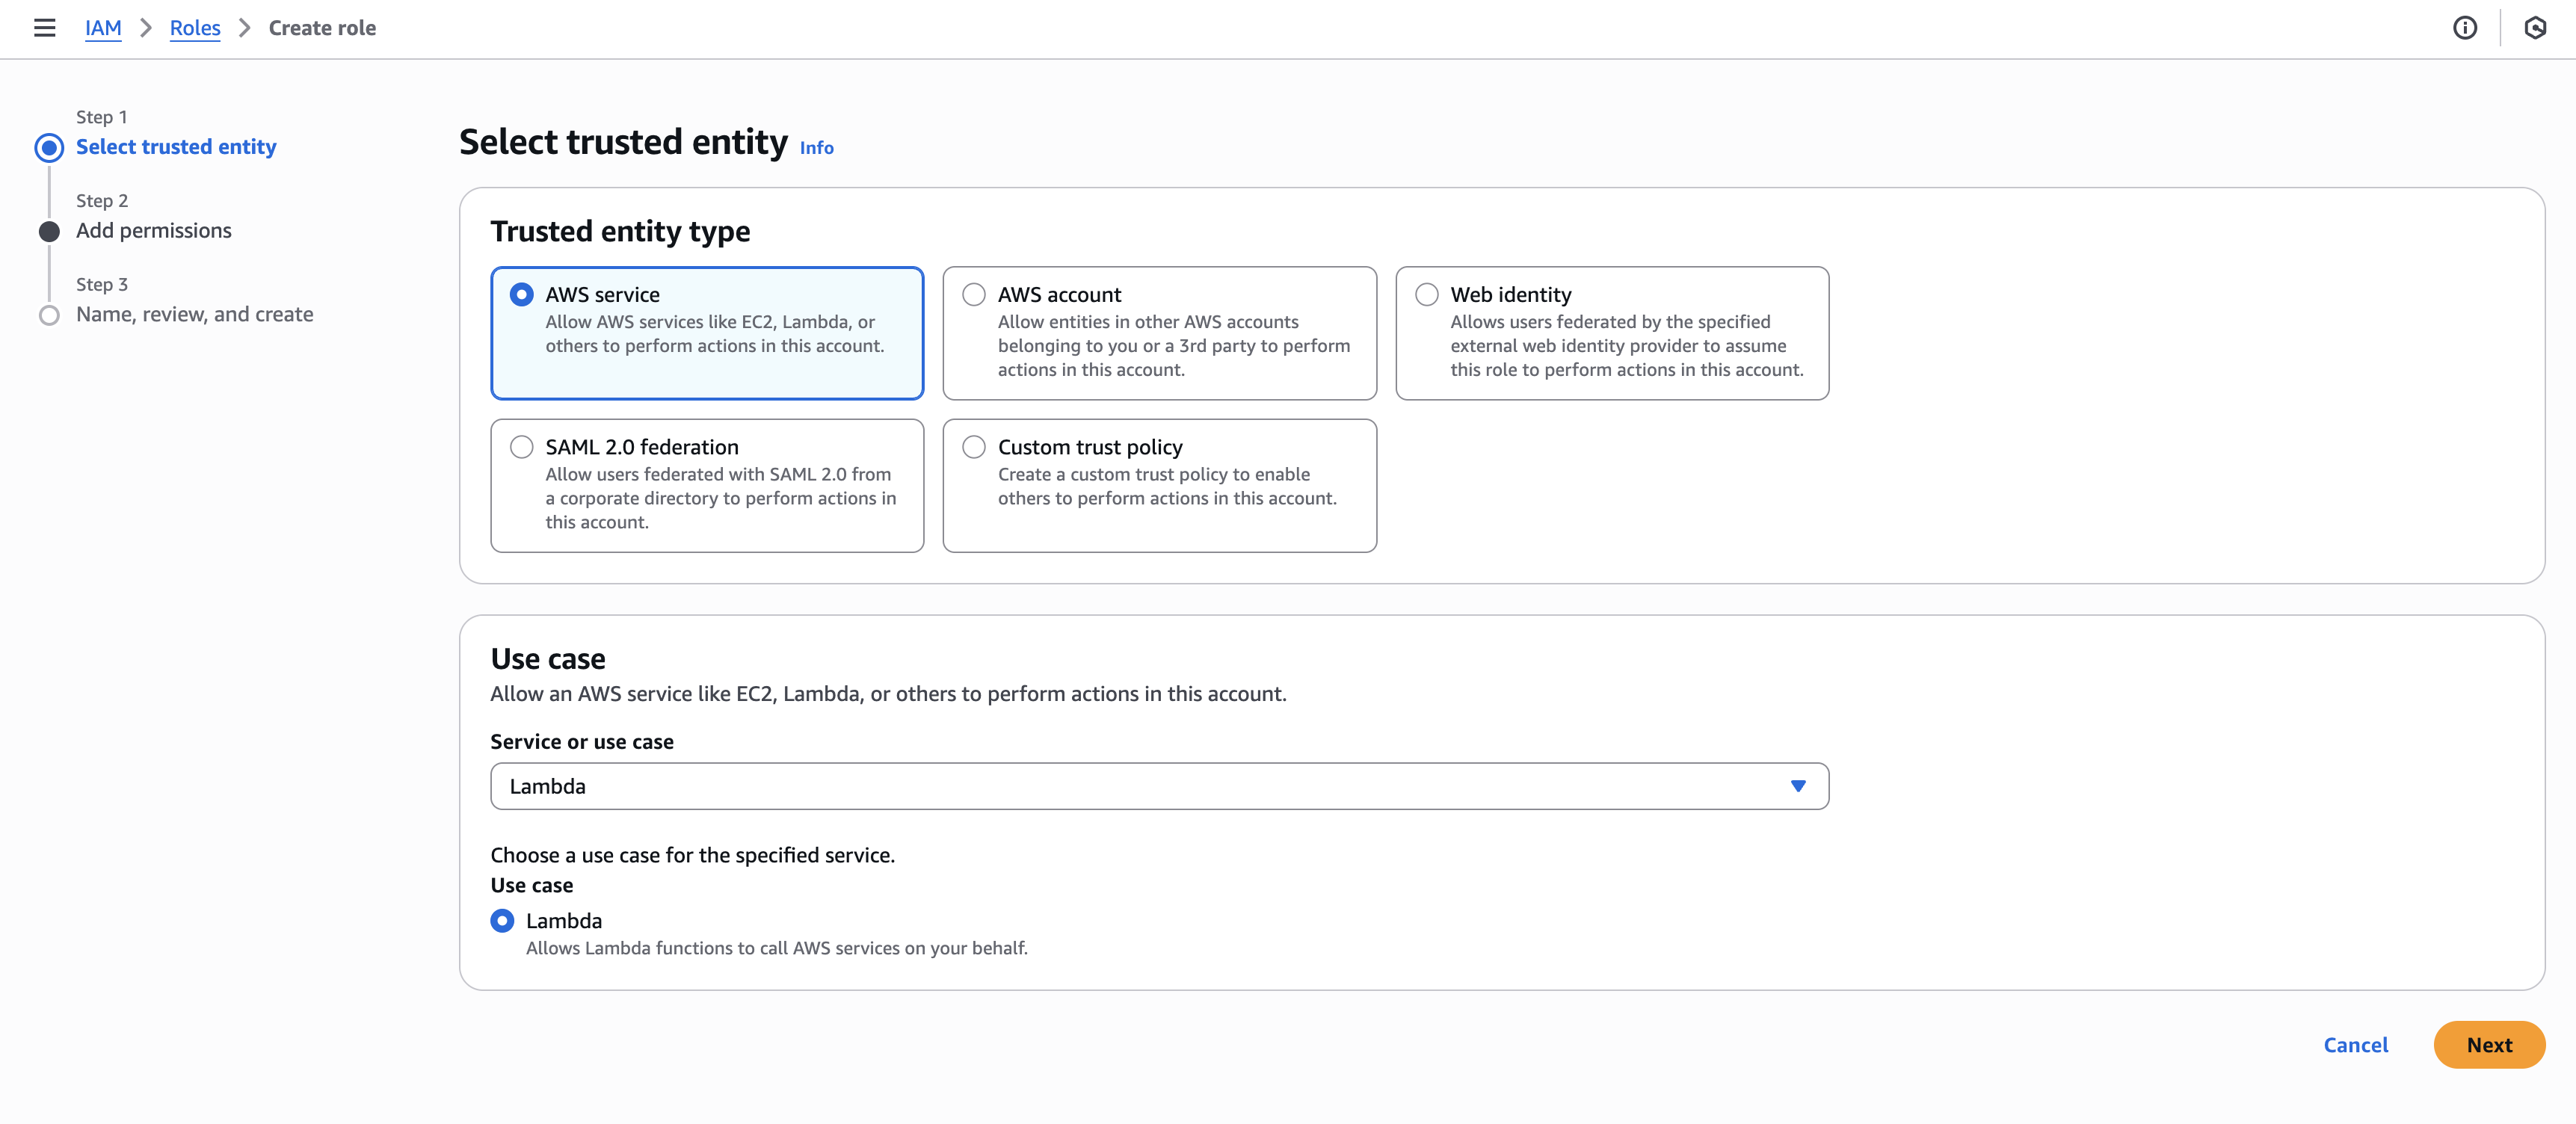 IAM > Roles > Create role
Step 1
Select trusted entity
Step 2
Add permissions
Step 3
Name, review, and create
Select trusted entity Info
Trusted entity type
AWS service
Allow AWS services like EC2, Lambda, or
others to perform actions in this account.
AWS account
Allow entities in other AWS accounts
belonging to you or a 3rd party to perform
actions in this account.
Web identity
Allows users federated by the specified
external web identity provider to assume
this role to perform actions in this account.
SAML 2.0 federation
Allow users federated with SAML 2.0 from
a corporate directory to perform actions in
this account.
Custom trust policy
Create a custom trust policy to enable
others to perform actions in this account.
Use case
Allow an AWS service like EC2, Lambda, or others to perform actions in this account.
Service or use case
Lambda
Choose a use case for the specified service.
Use case
Lambda
Allows Lambda functions to call AWS services on your behalf.
Cancel Next